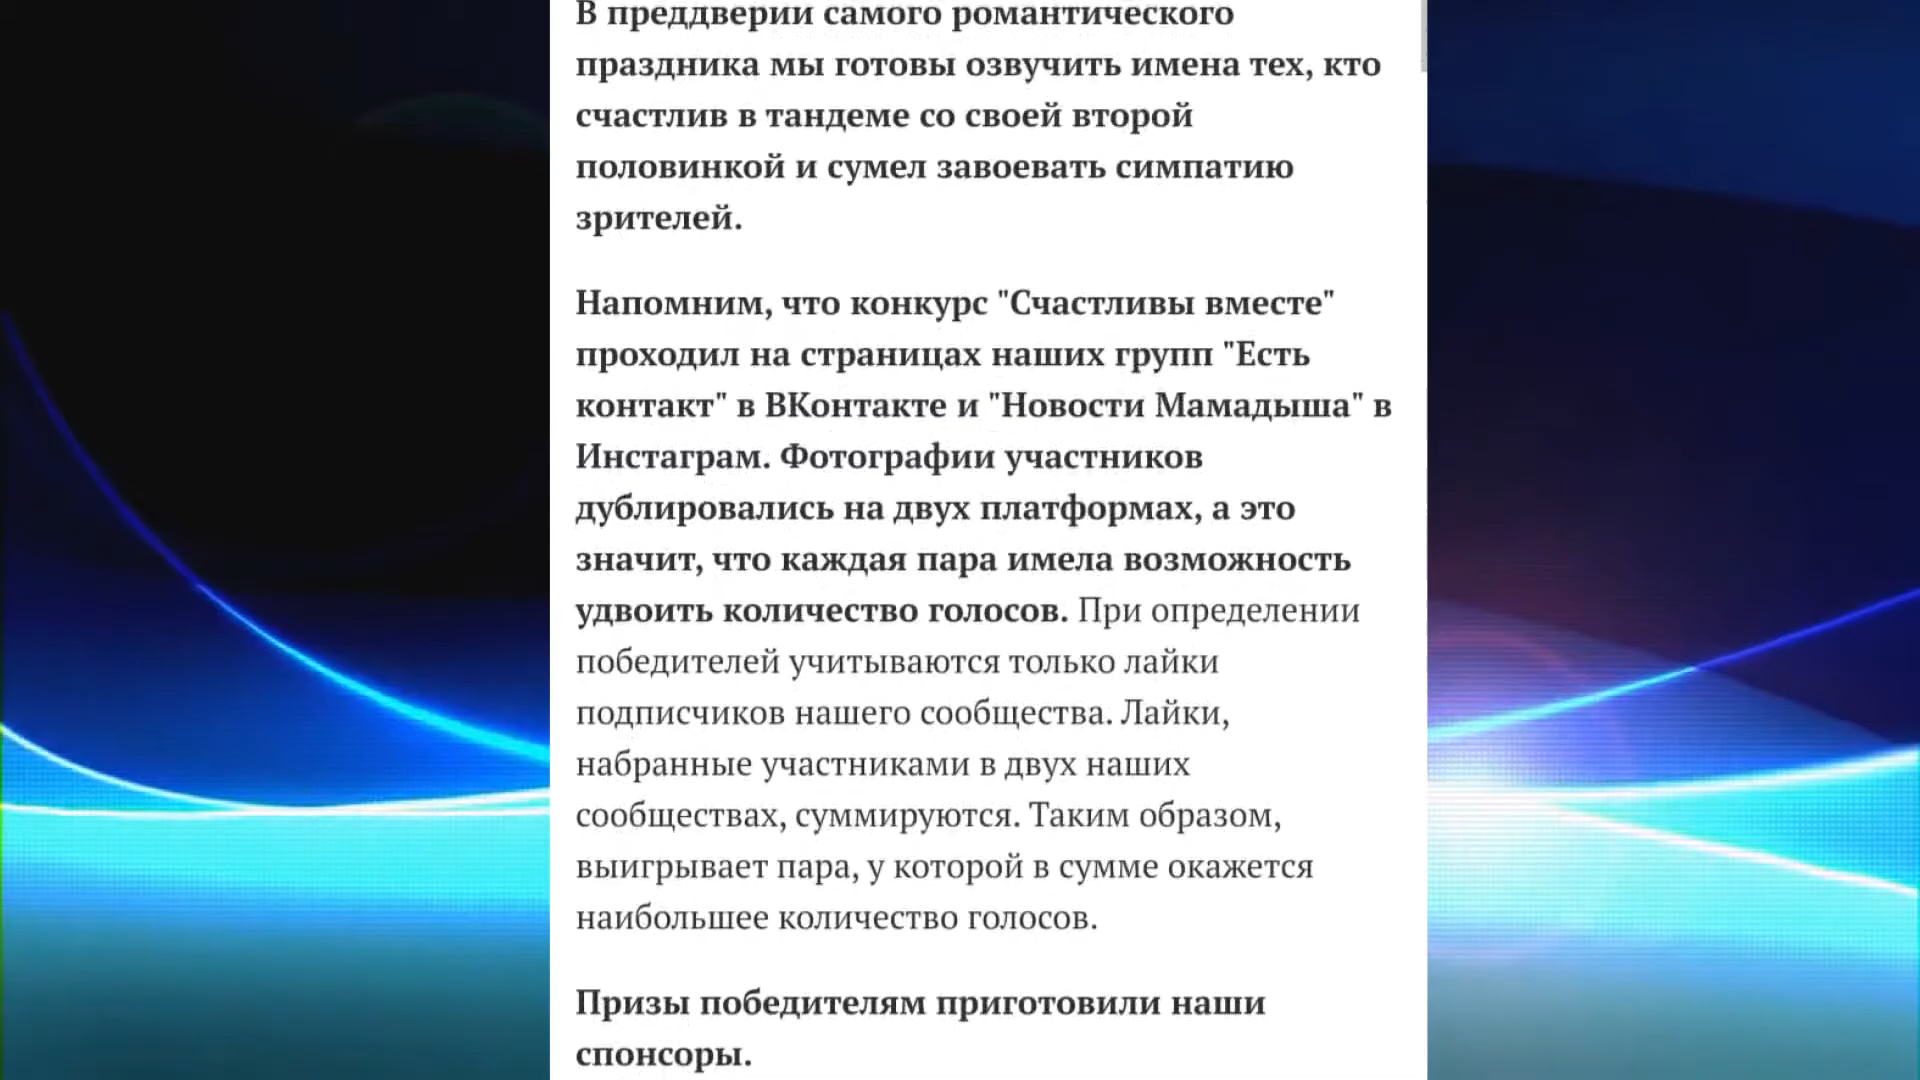 В преддверии самого романтического
праздника мы готовы озвучить имена тех, кто
счастлив в тандеме со своей второй
половинкой и сумел завоевать симпатию
зрителей.
Напомним, что конкурс "Счастливы вместе"
проходил на страницах наших групп "Есть
контакт" в ВКонтакте и "Новости Мамадыша" в
Инстаграм. Фотографии участников
дублировались на двух платформах, а это
значит, что каждая пара имела возможность
удвоить количество голосов. При определении
победителей учитываются только лайки
подписчиков нашего сообщества. Лайки,
набранные участниками в двух наших
сообществах, суммируются. Таким образом,
выигрывает пара, у которой в сумме окажется
наибольшее количество голосов.
Призы победителям приготовили наши
спонсоры.